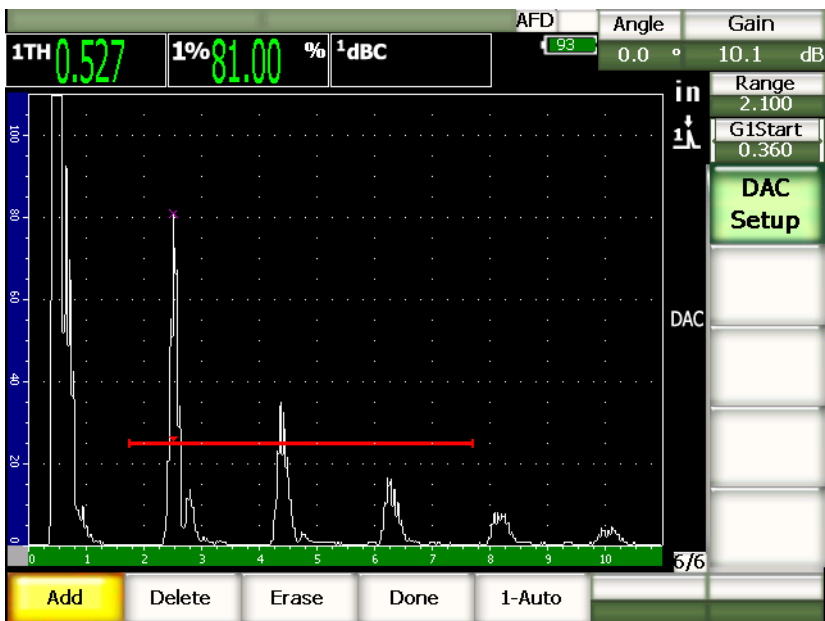 AFD
Angle Gain
1TH 0.527 1% 81.00 % 1dBC 93 0.0 ° 10.1 dB
in Range
2.100
1 G1Start
0.360
DAC
Setup
DAC
100
80
60
40
20
0
0 1 2 3 4 5 6 7 8 9 10
6/6
Add Delete Erase Done 1-Auto